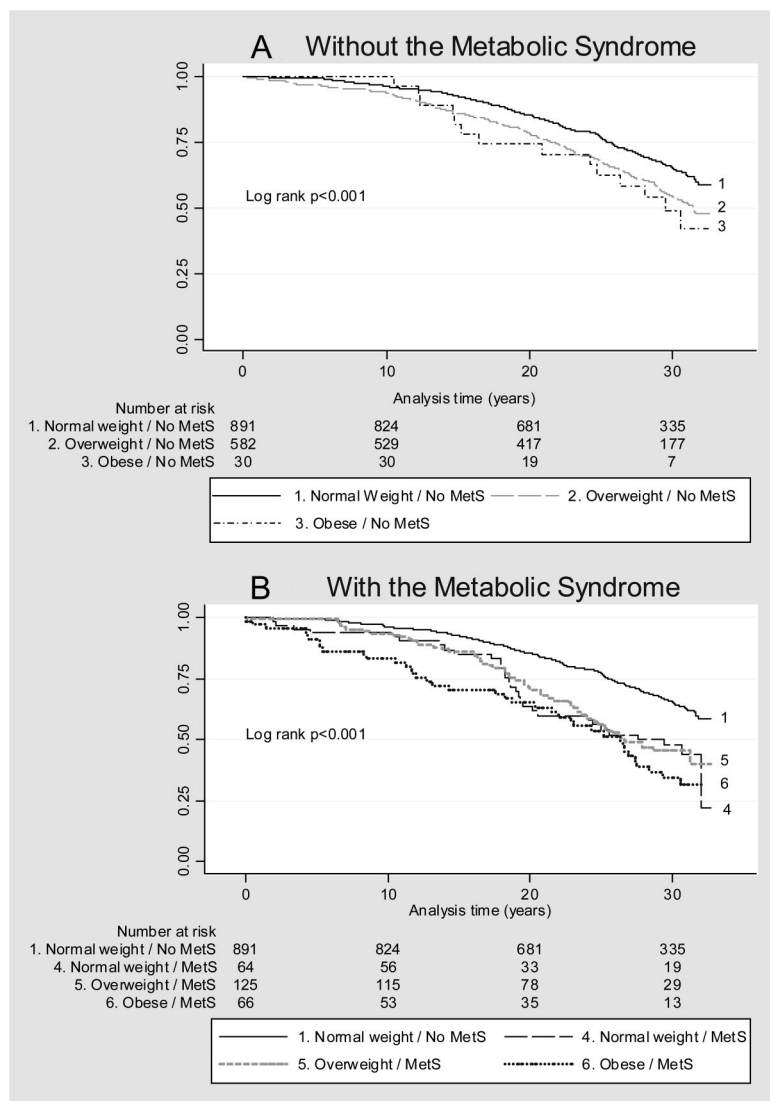 A Without the Metabolic Syndrome
1.00
0.75
0.50
0.25
0.00
Log rank p<0.001
1
2
3
0 10 20 30
Analysis time (years)
Number at risk
1. Normal weight / No MetS 891 824 681 335
2. Overweight / No MetS 582 529 417 177
3. Obese / No MetS 30 30 19 7
1. Normal Weight / No MetS 2. Overweight / No MetS
3. Obese / No MetS
B With the Metabolic Syndrome
1.00
0.75
0.50
0.25
0.00
Log rank p<0.001
1
5
6
4
0 10 20 30
Analysis time (years)
Number at risk
1. Normal weight / No MetS 891 824 681 335
4. Normal weight / MetS 64 56 33 19
5. Overweight / MetS 125 115 78 29
6. Obese / MetS 66 53 35 13
1. Normal weight / No MetS 4. Normal weight / MetS
5. Overweight / MetS 6. Obese / MetS